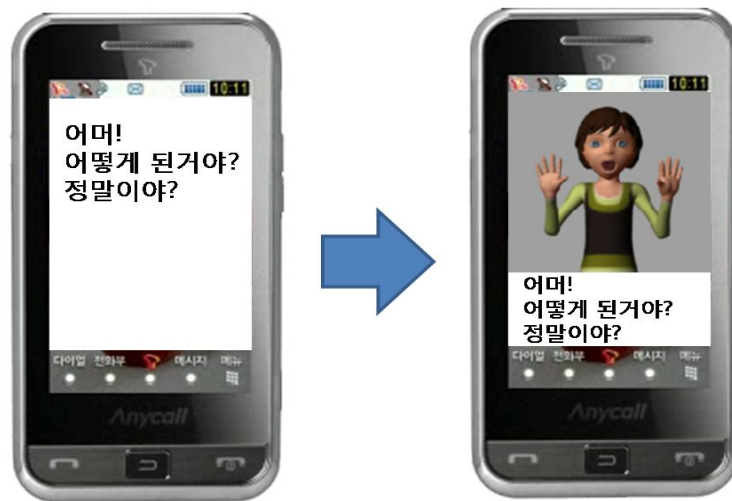 10:11
어머!
어떻게 된거야?
정말이야?
다이얼 전화부 메시지 메뉴
Anycall
10:11
어머!
어떻게 된거야?
정말이야?
다이얼 전화부 메시지 메뉴
Anycall